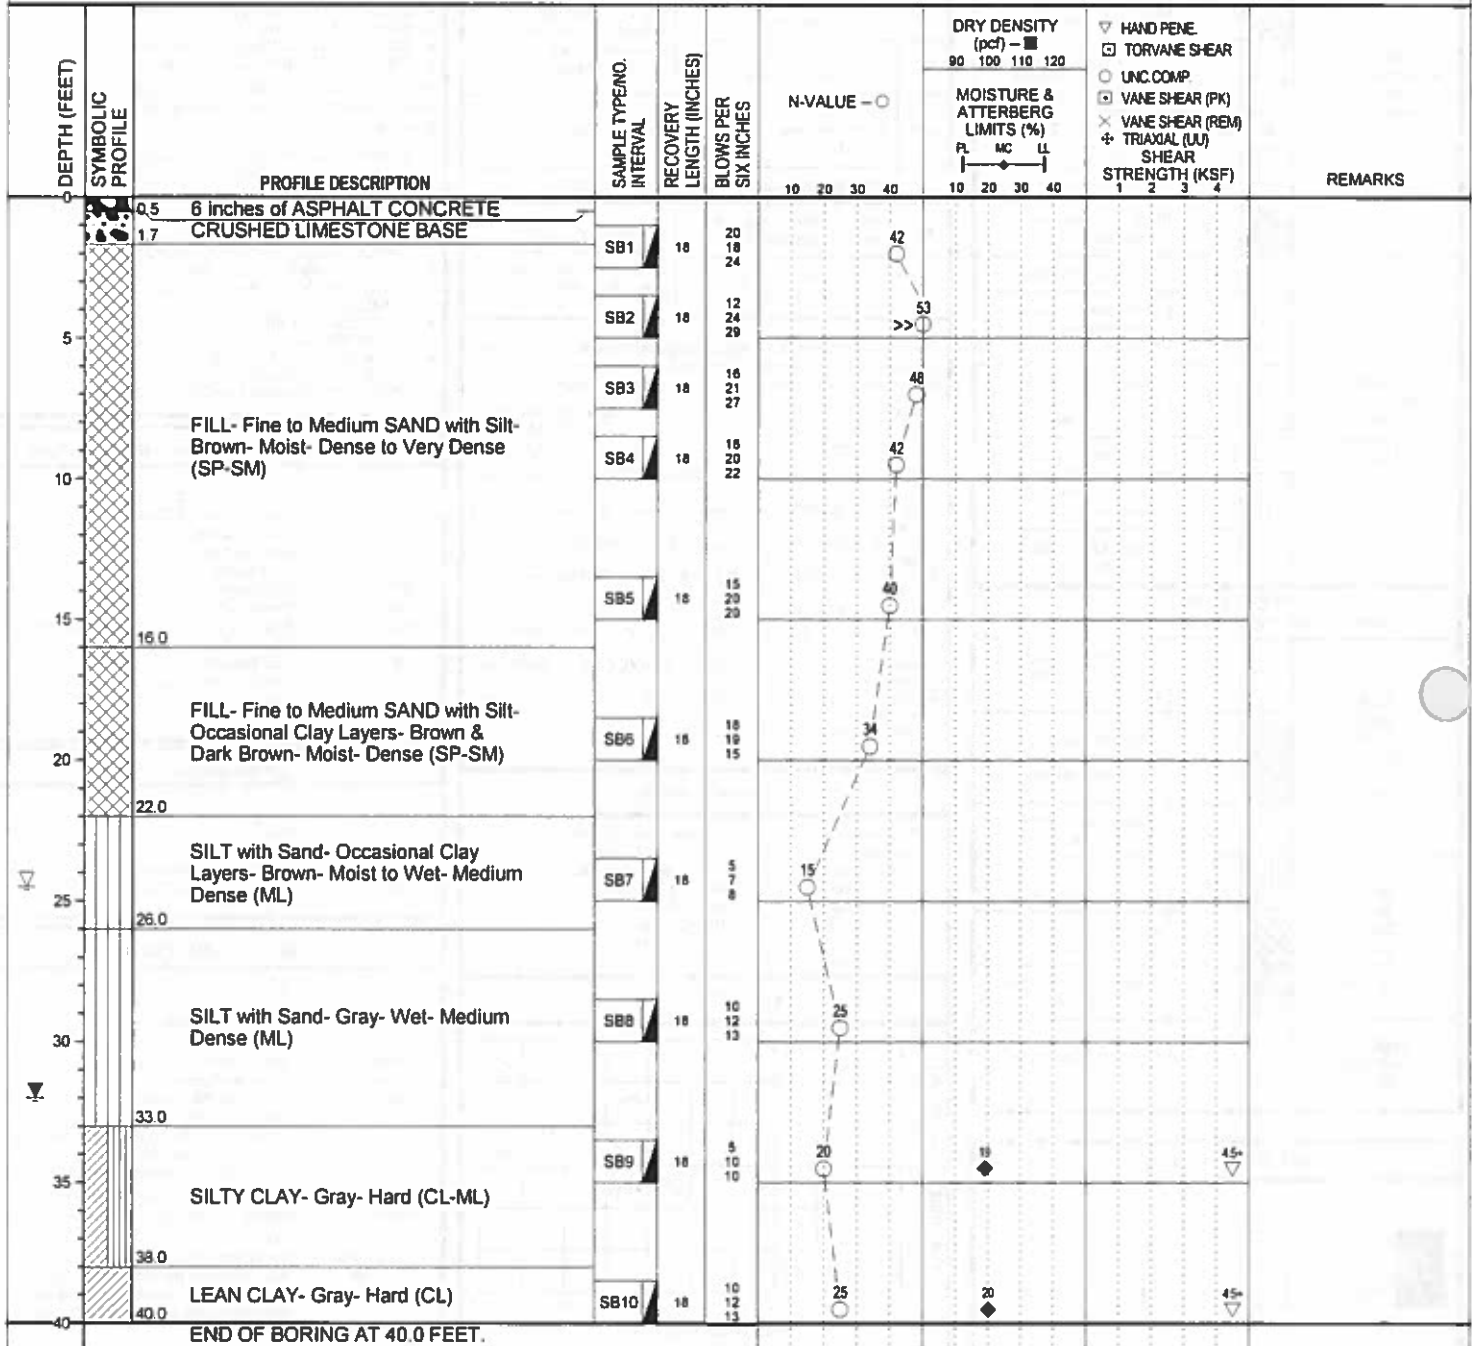 DEPTH (FEET)
SYMBOLIC
PROFILE
PROFILE DESCRIPTION
SAMPLE TYPE/NO.
INTERVAL
RECOVERY
LENGTH (INCHES)
BLOWS PER
SIX INCHES
N-VALUE – ○
10 20 30 40
DRY DENSITY
(pcf) – ■
90 100 110 120
MOISTURE &
ATTERBERG
LIMITS (%)
PL MC LL
10 20 30 40
▽ HAND PENE.
TORVANE SHEAR
○ UNC.COMP.
VANE SHEAR (PK)
× VANE SHEAR (REM)
TRIAXIAL (UU)
SHEAR
STRENGTH (KSF)
1 2 3 4
REMARKS
0
0.5 6 inches of ASPHALT CONCRETE
1.7 CRUSHED LIMESTONE BASE
SB1 18
20
18
24
42
SB2 18
12
24
29
53
>>
5
SB3 18
16
21
27
48
FILL- Fine to Medium SAND with Silt-
Brown- Moist- Dense to Very Dense
(SP-SM)
SB4 18
18
20
22
42
10
SB5 18
15
20
20
40
15
16.0
FILL- Fine to Medium SAND with Silt-
Occasional Clay Layers- Brown &
Dark Brown- Moist- Dense (SP-SM)
SB6 18
18
19
15
34
20
22.0
SILT with Sand- Occasional Clay
Layers- Brown- Moist to Wet- Medium
Dense (ML)
SB7 18
5
7
8
15
25
26.0
SILT with Sand- Gray- Wet- Medium
Dense (ML)
SB8 18
10
12
13
25
30
33.0
SB9 18
5
10
10
20
19
4.5+
35
SILTY CLAY- Gray- Hard (CL-ML)
38.0
LEAN CLAY- Gray- Hard (CL)
SB10 18
10
12
13
25
20
4.5+
40
40.0
END OF BORING AT 40.0 FEET.